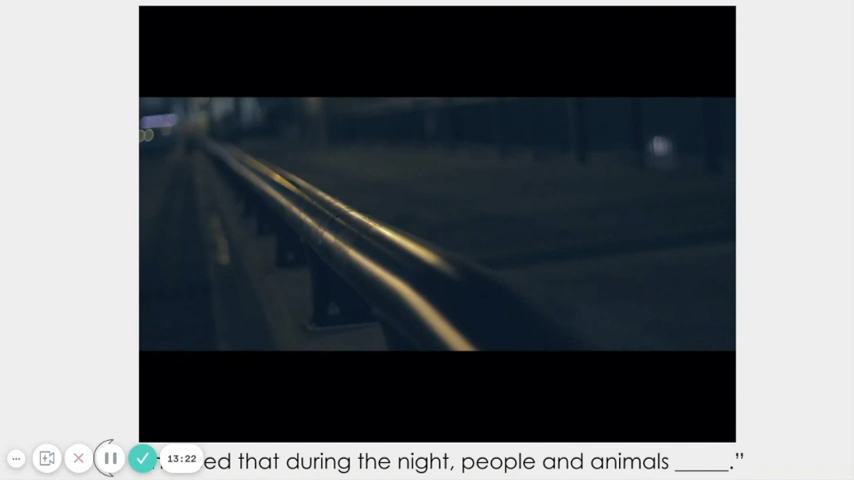 13:22
ed that during the night, people and animals _____.”